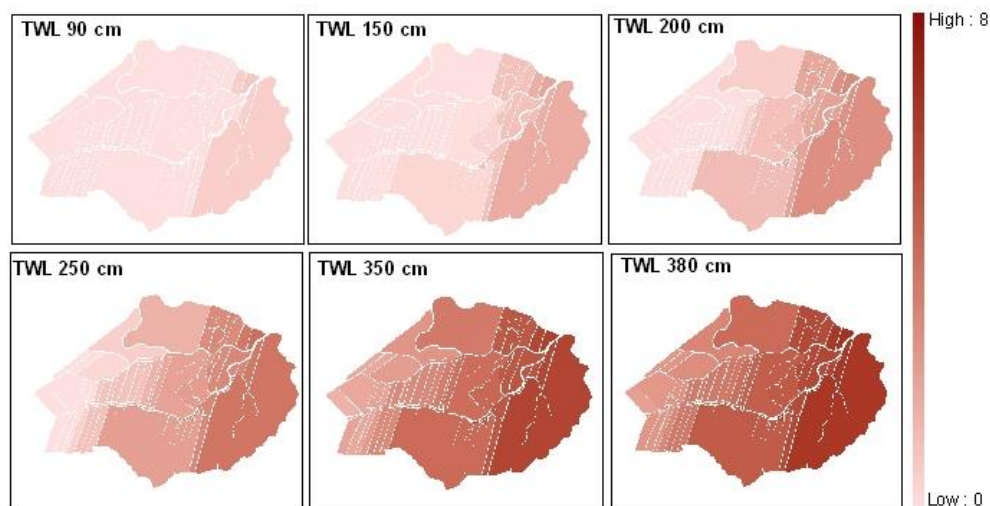 TWL 90 cm
TWL 150 cm
TWL 200 cm
High : 8
TWL 250 cm
TWL 350 cm
TWL 380 cm
Low : 0